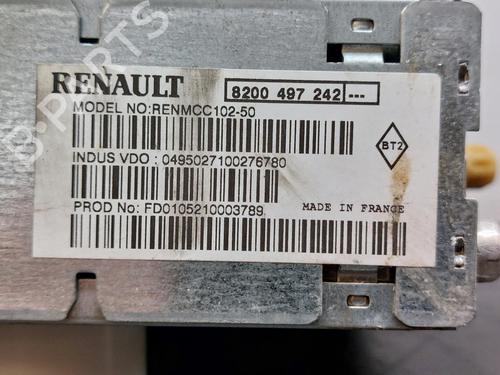 RENAULT
8200 497 242 ---
MODEL NO:RENMCC102-50
INDUS VDO : 0495027100276780
BT2
PROD No: FD0105210003789
MADE IN FRANCE
B-PARTS